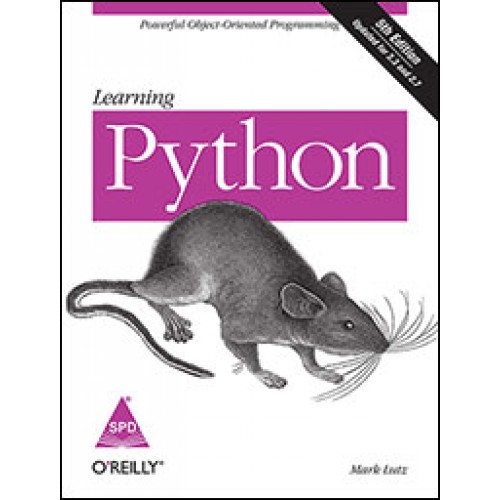 Powerful Object-Oriented Programming
5th Edition
Updated for 3.3 and 2.7
Learning
Python
SPD
O'REILLY®
Mark Lutz